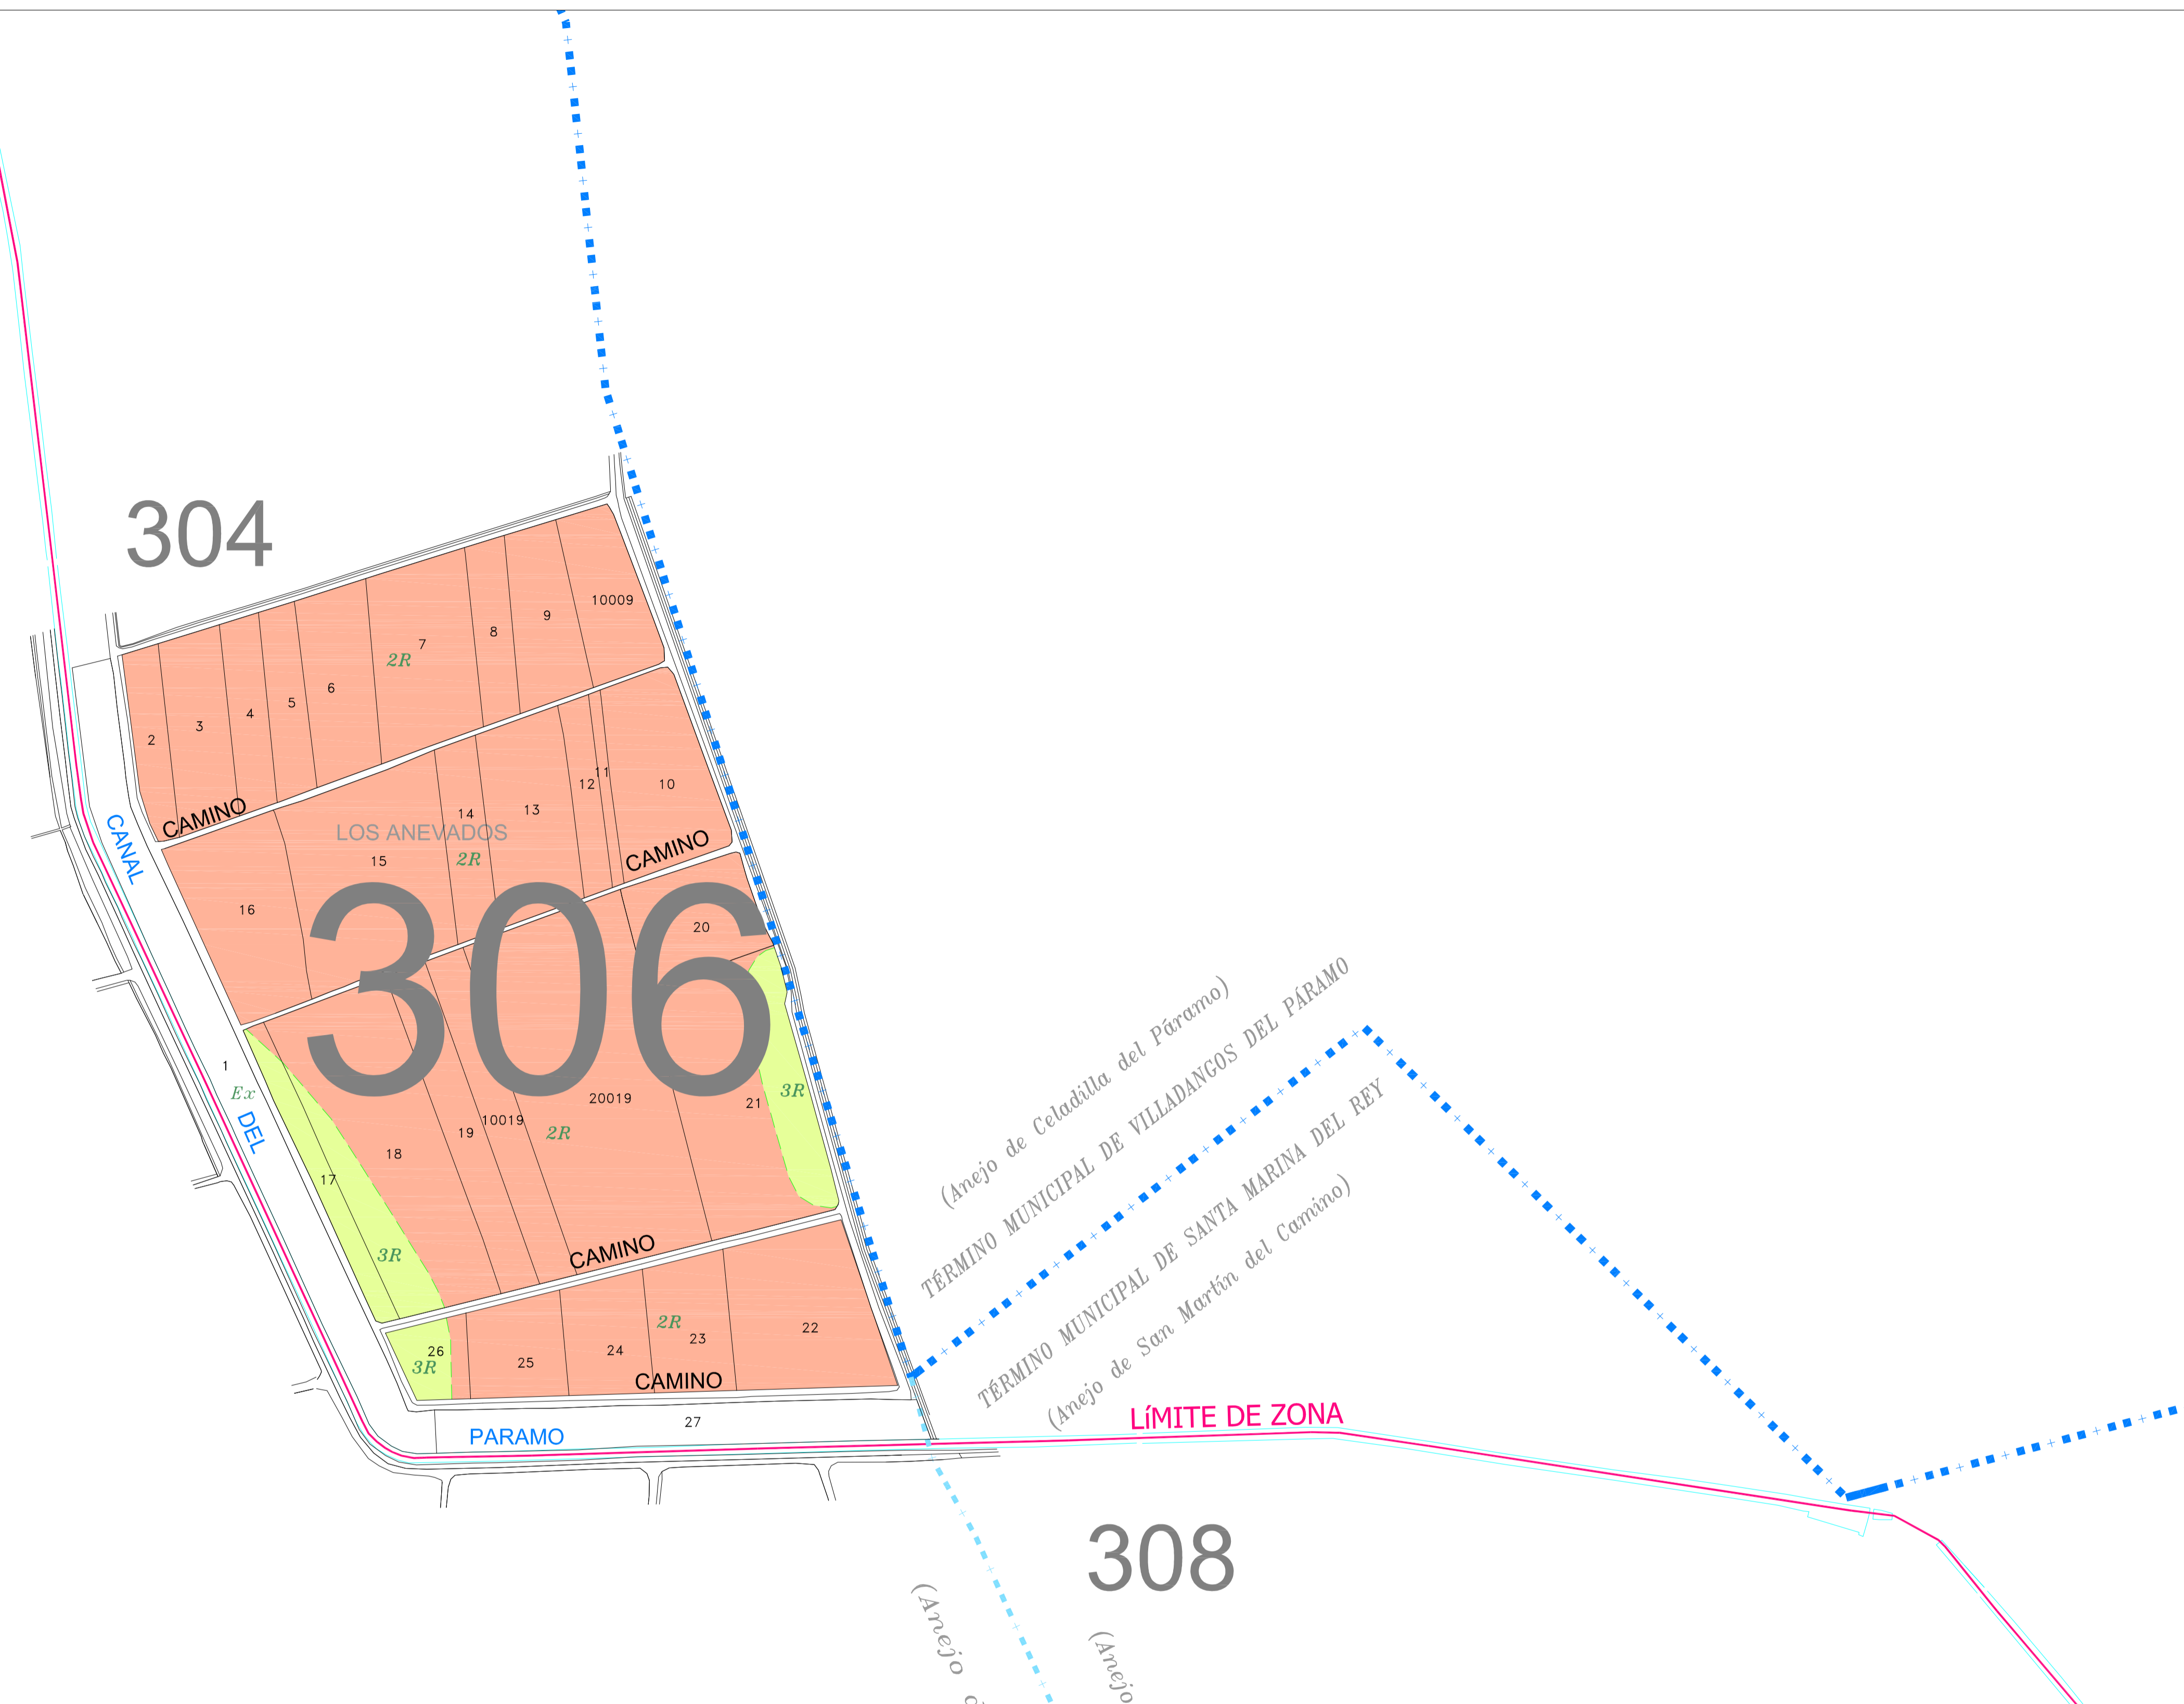 304
10009
9
8
7
2R
6
5
4
3
2
CAMINO
CANAL
10
11
12
13
14
LOS ANEVADOS
2R
15
CAMINO
16
306
20
1
Ex
DEL
3R
21
20019
10019
19
2R
18
17
3R
CAMINO
(Anejo de Celadilla del Páramo)
TÉRMINO MUNICIPAL DE VILLADANGOS DEL PÁRAMO
TÉRMINO MUNICIPAL DE SANTA MARINA DEL REY
(Anejo de San Martín del Camino)
22
2R
23
24
25
26
3R
CAMINO
27
PARAMO
LíMITE DE ZONA
308
(Anejo
(Anejo